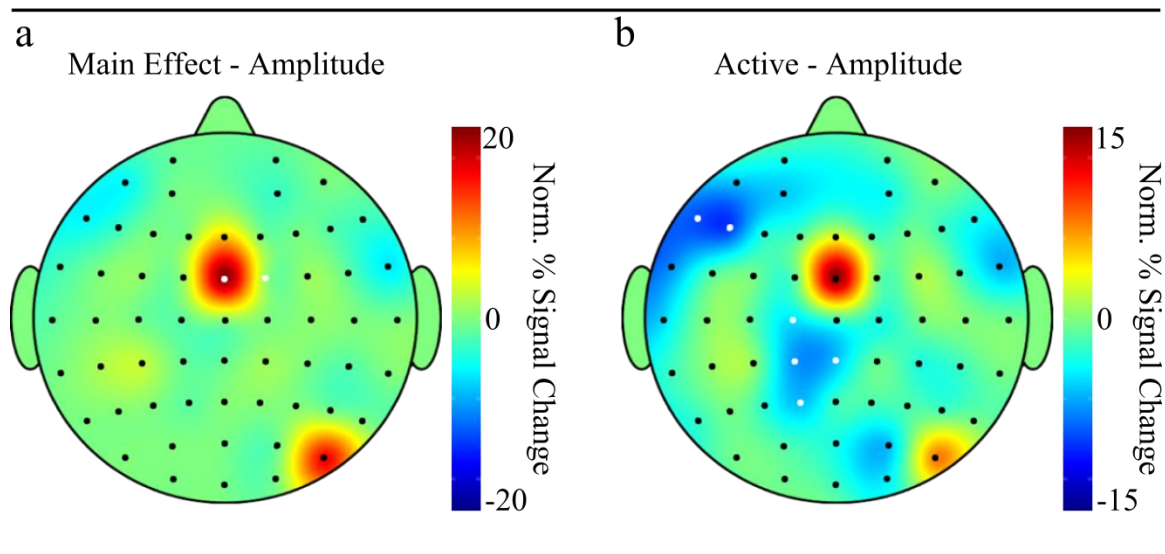 a
Main Effect - Amplitude
20
0
-20
Norm. % Signal Change
b
Active - Amplitude
15
0
-15
Norm. % Signal Change